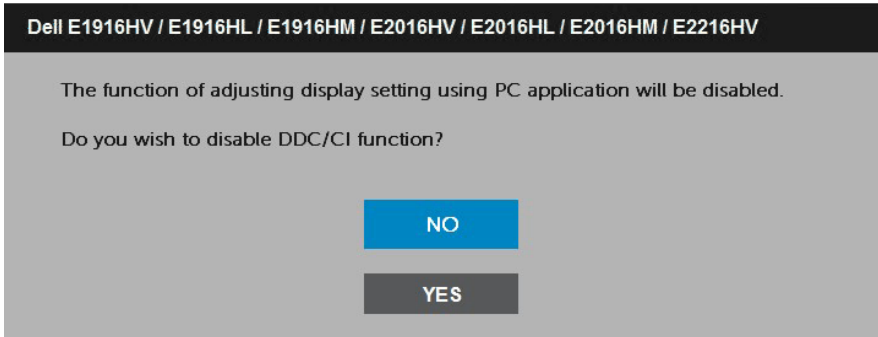 Dell E1916HV / E1916HL / E1916HM / E2016HV / E2016HL / E2016HM / E2216HV
The function of adjusting display setting using PC application will be disabled.
Do you wish to disable DDC/CI function?
NO
YES